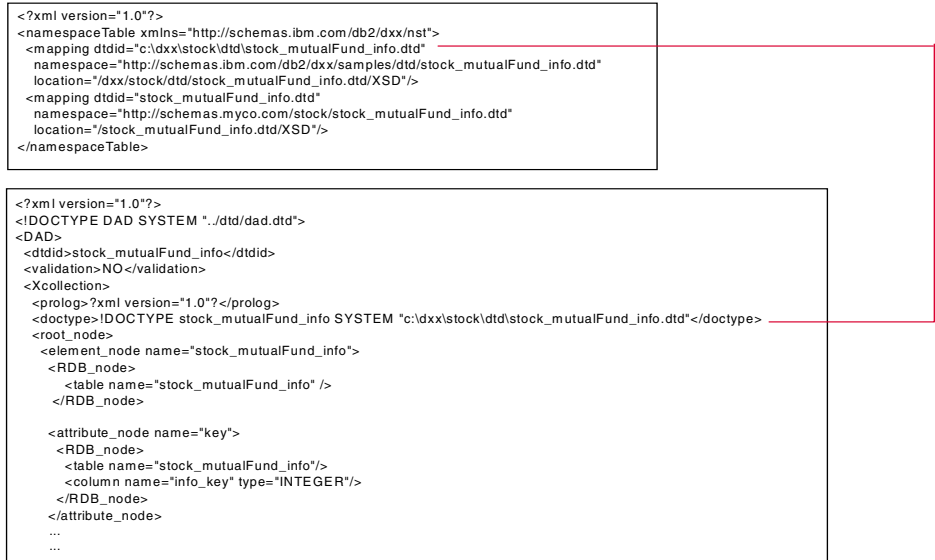 <?xml version="1.0"?>
<namespaceTable xmlns="http://schemas.ibm.com/db2/dxx/nst">
<mapping dtdid="c:\dxx\stock\dtd\stock_mutualFund_info.dtd"
namespace="http://schemas.ibm.com/db2/dxx/samples/dtd/stock_mutualFund_info.dtd"
location="/dxx/stock/dtd/stock_mutualFund_info.dtd/XSD"/>
<mapping dtdid="stock_mutualFund_info.dtd"
namespace="http://schemas.myco.com/stock/stock_mutualFund_info.dtd"
location="/stock_mutualFund_info.dtd/XSD"/>
</namespaceTable>
<?xml version="1.0"?>
<!DOCTYPE DAD SYSTEM "../dtd/dad.dtd">
<DAD>
<dtdid>stock_mutualFund_info</dtdid>
<validation>NO</validation>
<Xcollection>
<prolog>?xml version="1.0"?</prolog>
<doctype>!DOCTYPE stock_mutualFund_info SYSTEM "c:\dxx\stock\dtd\stock_mutualFund_info.dtd"</doctype>
<root_node>
<element_node name="stock_mutualFund_info">
<RDB_node>
<table name="stock_mutualFund_info" />
</RDB_node>
<attribute_node name="key">
<RDB_node>
<table name="stock_mutualFund_info"/>
<column name="info_key" type="INTEGER"/>
</RDB_node>
</attribute_node>
...
...